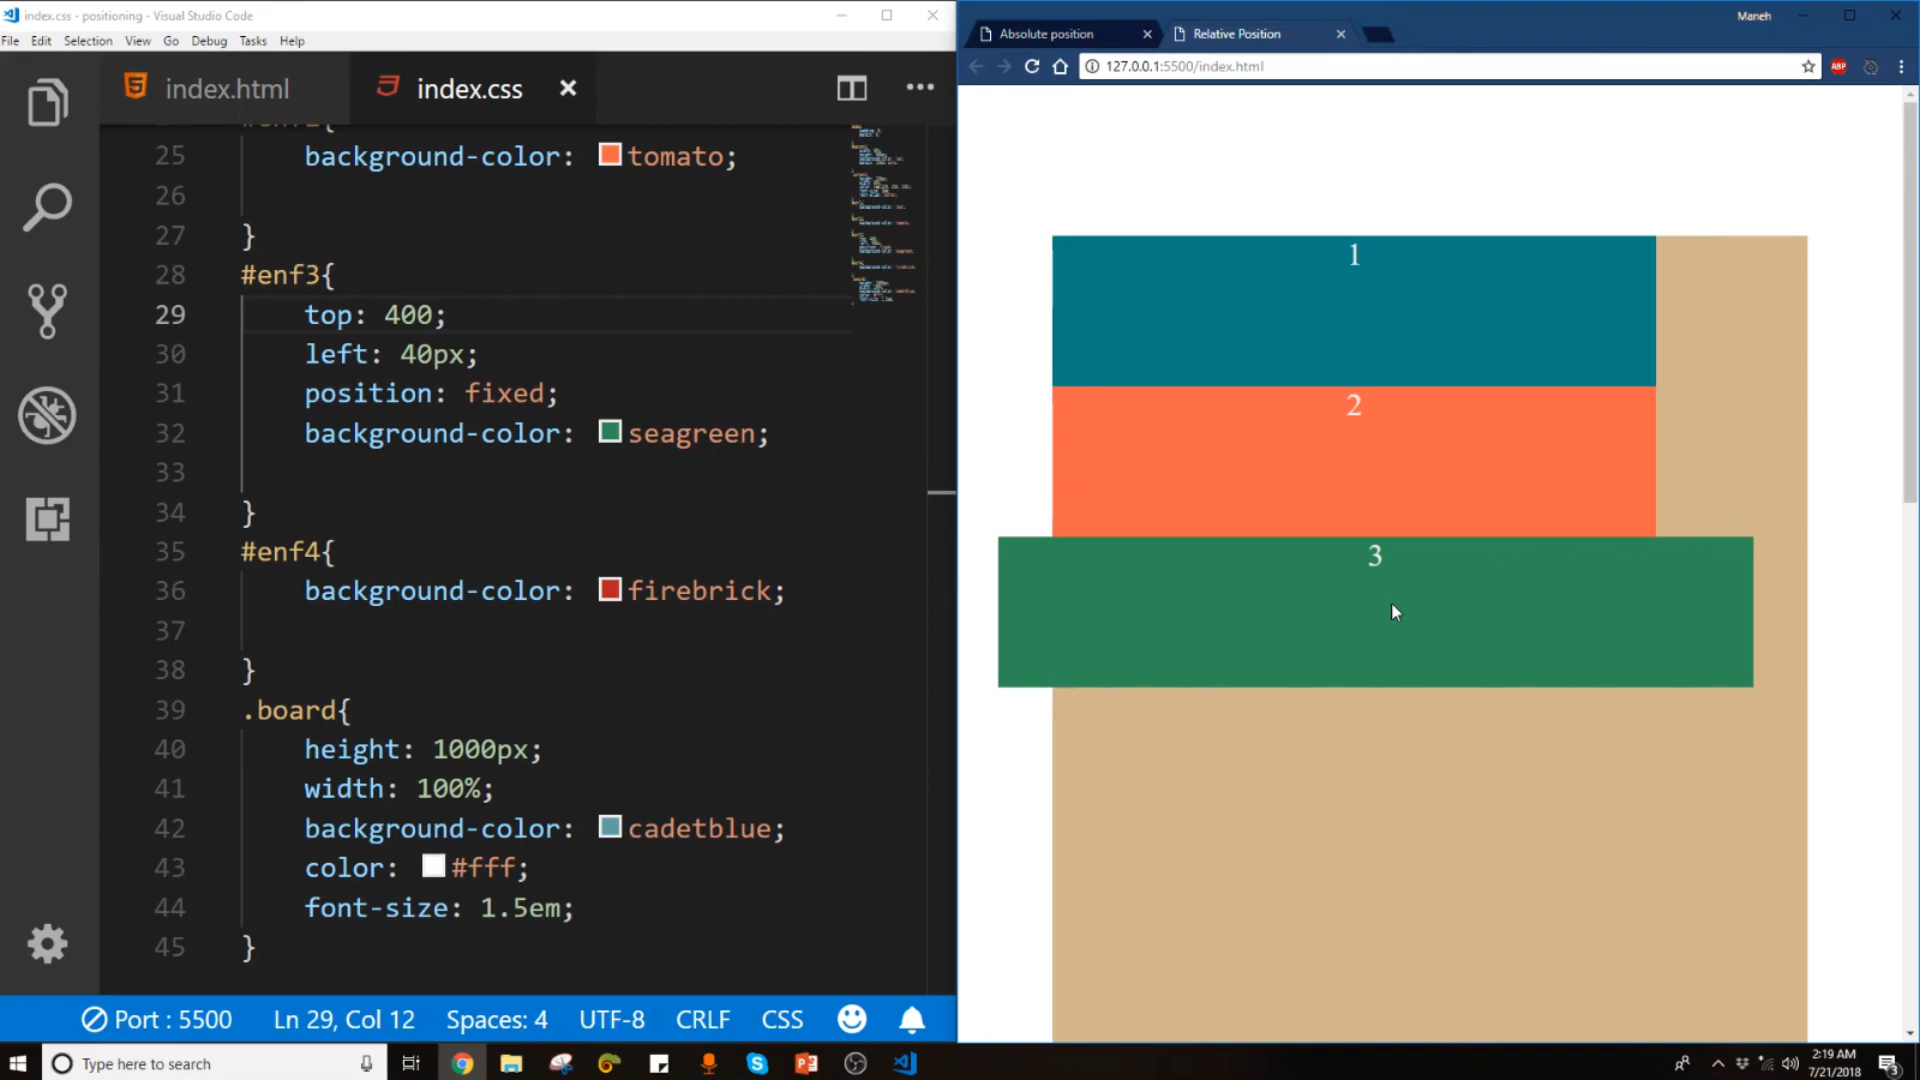 index.css - positioning - Visual Studio Code
File Edit Selection View Go Debug Tasks Help
index.html
index.css
25 background-color: tomato;
26
27 }
28 #enf3{
29 top: 400;
30 left: 40px;
31 position: fixed;
32 background-color: seagreen;
33
34 }
35 #enf4{
36 background-color: firebrick;
37
38 }
39 .board{
40 height: 1000px;
41 width: 100%;
42 background-color: cadetblue;
43 color: #fff;
44 font-size: 1.5em;
45 }
Port : 5500 Ln 29, Col 12 Spaces: 4 UTF-8 CRLF CSS
Maneh
Absolute position
Relative Position
127.0.0.1:5500/index.html
ABP
1
2
3
Type here to search
2:19 AM
7/21/2018
3